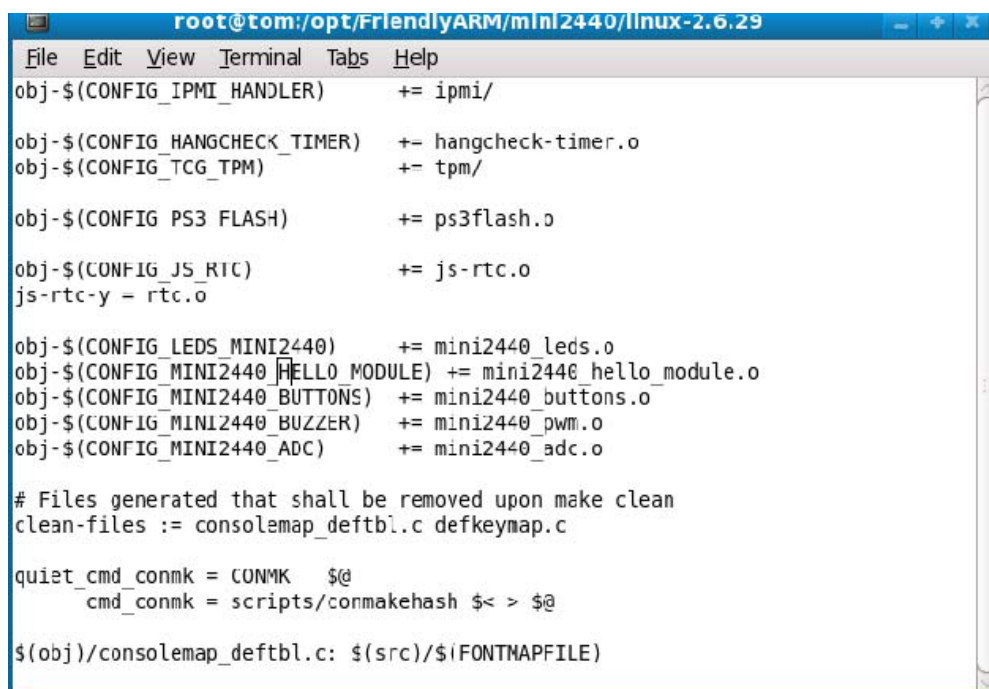 root@tom:/opt/FriendlyARM/mini2440/linux-2.6.29
File Edit View Terminal Tabs Help
obj-$(CONFIG_IPMI_HANDLER) += ipmi/
obj-$(CONFIG_HANGCHECK_TIMER) += hangcheck-timer.o
obj-$(CONFIG_TCG_TPM) += tpm/
obj-$(CONFIG_PS3_FLASH) += ps3flash.o
obj-$(CONFIG_JS_RTC) += js-rtc.o
js-rtc-y = rtc.o
obj-$(CONFIG_LEDS_MINI2440) += mini2440_leds.o
obj-$(CONFIG_MINI2440_HELLO_MODULE) += mini2440_hello_module.o
obj-$(CONFIG_MINI2440_BUTTONS) += mini2440_buttons.o
obj-$(CONFIG_MINI2440_BUZZER) += mini2440_pwm.o
obj-$(CONFIG_MINI2440_ADC) += mini2440_adc.o
# Files generated that shall be removed upon make clean
clean-files := consolemap_deftbl.c defkeymap.c
quiet_cmd_conmk = CONMK $@
cmd_conmk = scripts/conmakehash $< > $@
$(obj)/consolemap_deftbl.c: $(src)/$(FONTMAPFILE)